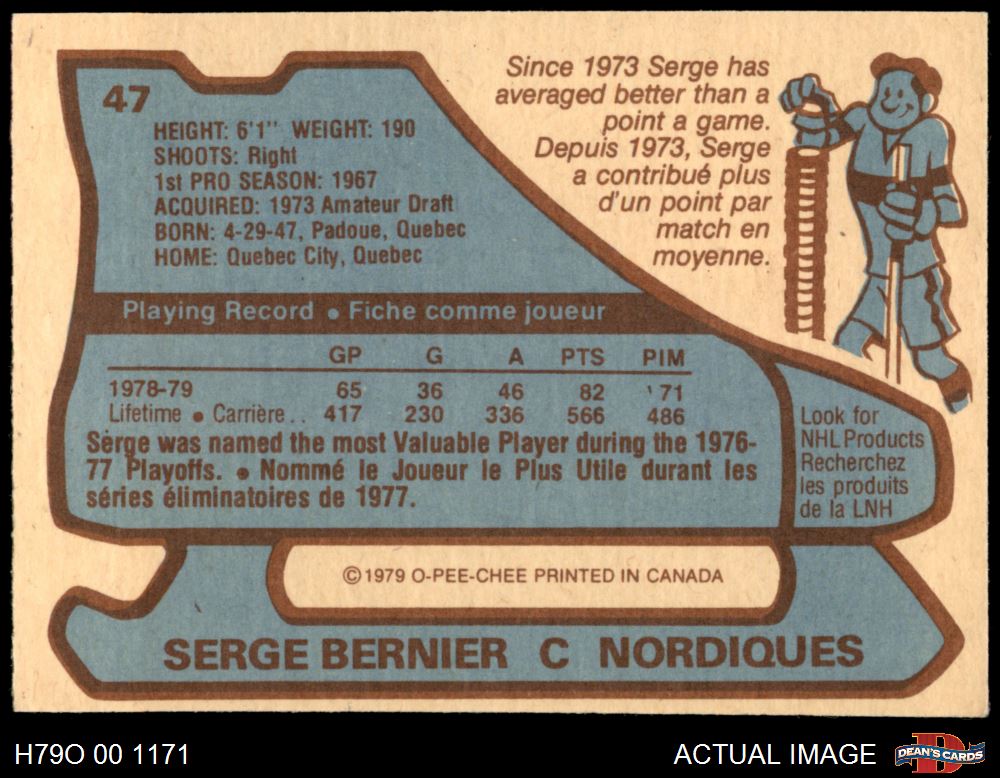 Since 1973 Serge has
averaged better than a
point a game.
Depuis 1973, Serge
a contribué plus
d'un point par
match en
moyenne.
47
HEIGHT: 6'1" WEIGHT: 190
SHOOTS: Right
1st PRO SEASON: 1967
ACQUIRED: 1973 Amateur Draft
BORN: 4-29-47, Padoue, Quebec
HOME: Quebec City, Quebec
Playing Record • Fiche comme joueur
GP G A PTS PIM
1978-79 65 36 46 82 71
Lifetime • Carrière . . 417 230 336 566 486
Serge was named the most Valuable Player during the 1976-
77 Playoffs. • Nommé le Joueur le Plus Utile durant les
séries éliminatoires de 1977.
Look for
NHL Products
Recherchez
les produits
de la LNH
©1979 O-PEE-CHEE PRINTED IN CANADA
SERGE BERNIER C NORDIQUES
H79O 00 1171
ACTUAL IMAGE
DEAN'S CARDS